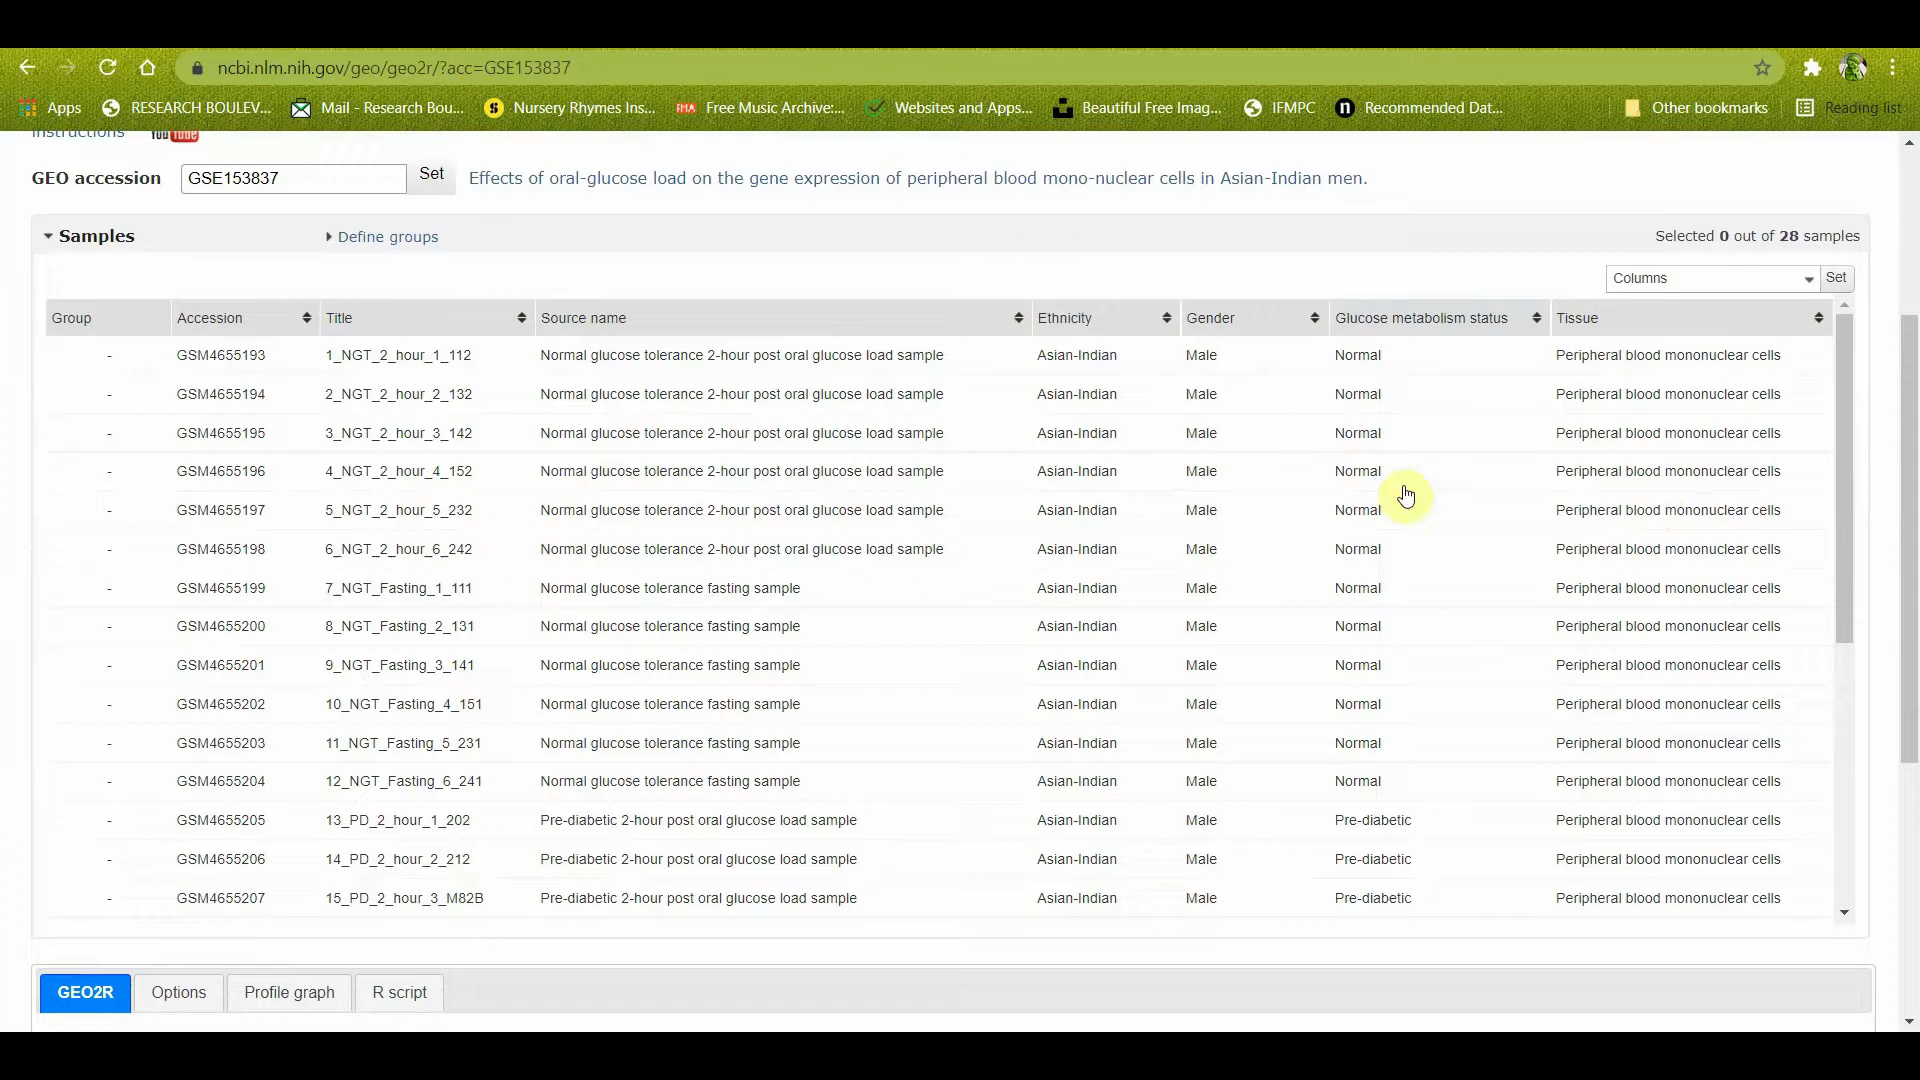 ncbi.nlm.nih.gov/geo/geo2r/?acc=GSE153837
Apps RESEARCH BOULEV... Mail - Research Bou... Nursery Rhymes Ins... FMA Free Music Archive:... Websites and Apps... Beautiful Free Imag... IFMPC n Recommended Dat... Other bookmarks Reading list
Instructions YouTube
GEO accession GSE153837 Set Effects of oral-glucose load on the gene expression of peripheral blood mono-nuclear cells in Asian-Indian men.
Samples Define groups Selected 0 out of 28 samples
Columns Set
Group Accession Title Source name Ethnicity Gender Glucose metabolism status Tissue
- GSM4655193 1_NGT_2_hour_1_112 Normal glucose tolerance 2-hour post oral glucose load sample Asian-Indian Male Normal Peripheral blood mononuclear cells
- GSM4655194 2_NGT_2_hour_2_132 Normal glucose tolerance 2-hour post oral glucose load sample Asian-Indian Male Normal Peripheral blood mononuclear cells
- GSM4655195 3_NGT_2_hour_3_142 Normal glucose tolerance 2-hour post oral glucose load sample Asian-Indian Male Normal Peripheral blood mononuclear cells
- GSM4655196 4_NGT_2_hour_4_152 Normal glucose tolerance 2-hour post oral glucose load sample Asian-Indian Male Normal Peripheral blood mononuclear cells
- GSM4655197 5_NGT_2_hour_5_232 Normal glucose tolerance 2-hour post oral glucose load sample Asian-Indian Male Normal Peripheral blood mononuclear cells
- GSM4655198 6_NGT_2_hour_6_242 Normal glucose tolerance 2-hour post oral glucose load sample Asian-Indian Male Normal Peripheral blood mononuclear cells
- GSM4655199 7_NGT_Fasting_1_111 Normal glucose tolerance fasting sample Asian-Indian Male Normal Peripheral blood mononuclear cells
- GSM4655200 8_NGT_Fasting_2_131 Normal glucose tolerance fasting sample Asian-Indian Male Normal Peripheral blood mononuclear cells
- GSM4655201 9_NGT_Fasting_3_141 Normal glucose tolerance fasting sample Asian-Indian Male Normal Peripheral blood mononuclear cells
- GSM4655202 10_NGT_Fasting_4_151 Normal glucose tolerance fasting sample Asian-Indian Male Normal Peripheral blood mononuclear cells
- GSM4655203 11_NGT_Fasting_5_231 Normal glucose tolerance fasting sample Asian-Indian Male Normal Peripheral blood mononuclear cells
- GSM4655204 12_NGT_Fasting_6_241 Normal glucose tolerance fasting sample Asian-Indian Male Normal Peripheral blood mononuclear cells
- GSM4655205 13_PD_2_hour_1_202 Pre-diabetic 2-hour post oral glucose load sample Asian-Indian Male Pre-diabetic Peripheral blood mononuclear cells
- GSM4655206 14_PD_2_hour_2_212 Pre-diabetic 2-hour post oral glucose load sample Asian-Indian Male Pre-diabetic Peripheral blood mononuclear cells
- GSM4655207 15_PD_2_hour_3_M82B Pre-diabetic 2-hour post oral glucose load sample Asian-Indian Male Pre-diabetic Peripheral blood mononuclear cells
GEO2R Options Profile graph R script